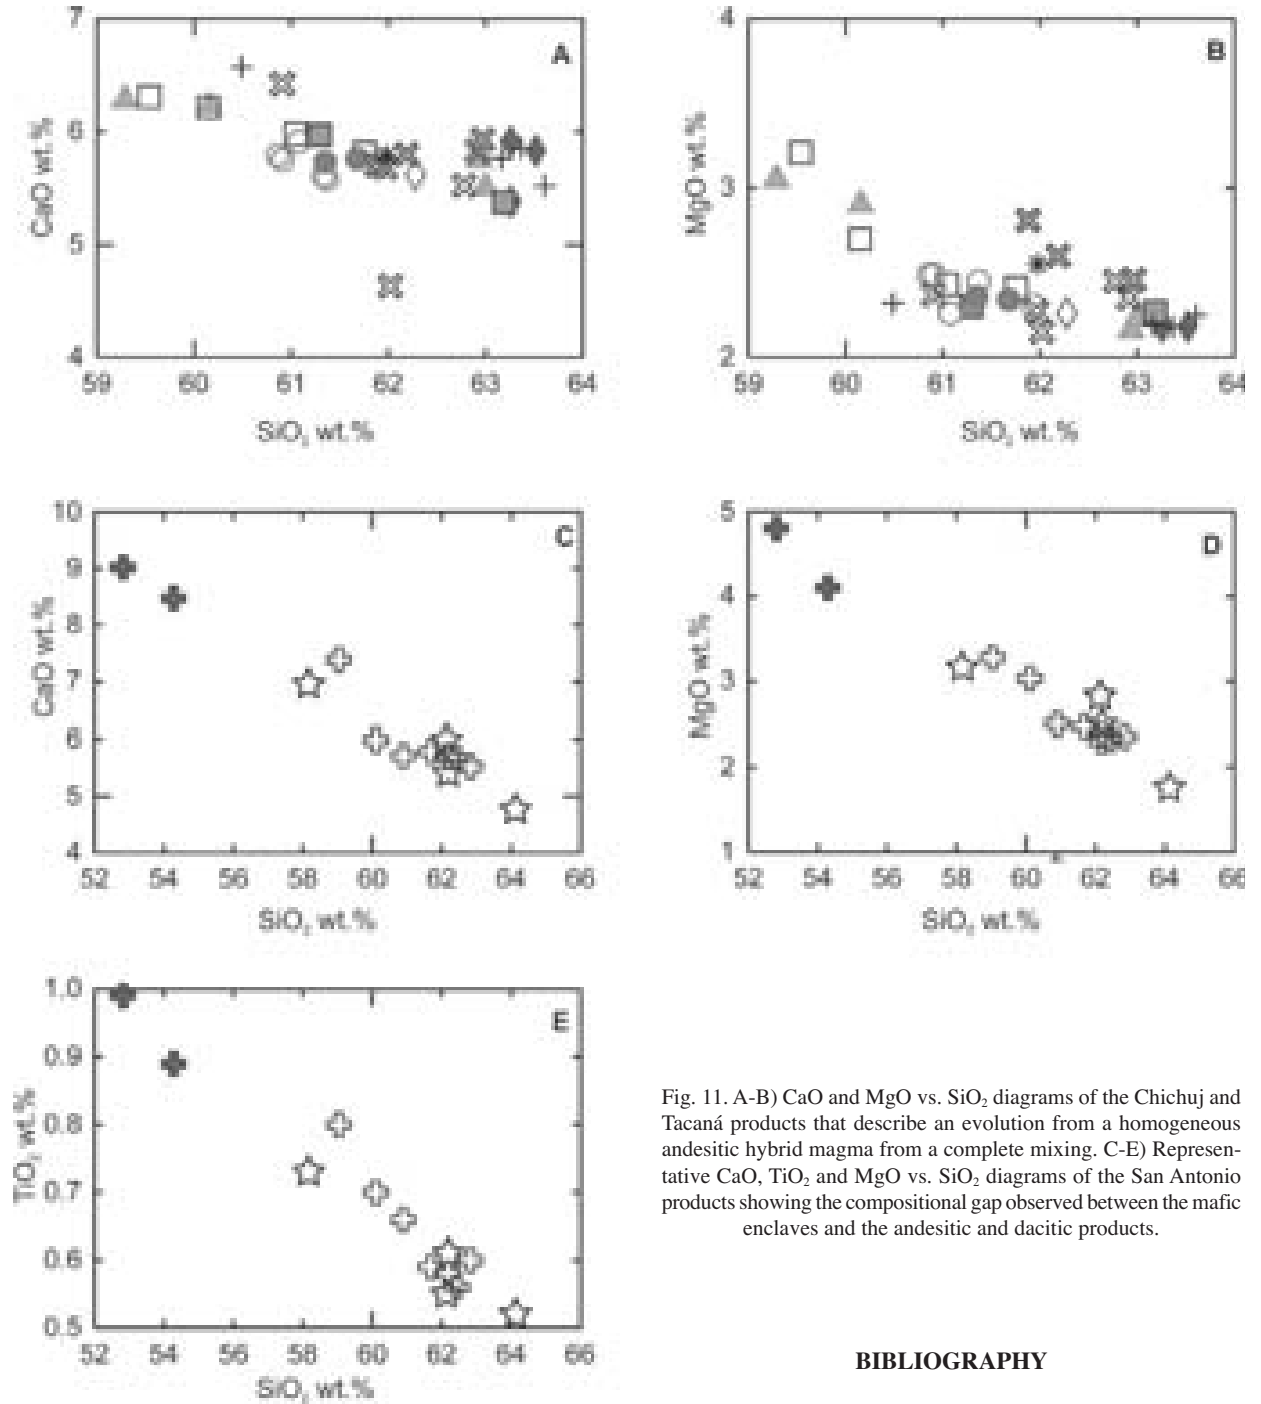 7
6
5
4
CaO wt.%
A
59 60 61 62 63 64
SiO₂ wt.%
4
3
2
MgO wt.%
B
59 60 61 62 63 64
SiO₂ wt.%
10
9
8
7
6
5
4
CaO wt.%
C
52 54 56 58 60 62 64 66
SiO₂ wt.%
5
4
3
2
1
MgO wt.%
D
52 54 56 58 60 62 64 66
SiO₂ wt.%
1.0
0.9
0.8
0.7
0.6
0.5
TiO₂ wt.%
E
52 54 56 58 60 62 64 66
SiO₂ wt.%
Fig. 11. A-B) CaO and MgO vs. SiO₂ diagrams of the Chichuj and
Tacaná products that describe an evolution from a homogeneous
andesitic hybrid magma from a complete mixing. C-E) Represen-
tative CaO, TiO₂ and MgO vs. SiO₂ diagrams of the San Antonio
products showing the compositional gap observed between the mafic
enclaves and the andesitic and dacitic products.
BIBLIOGRAPHY